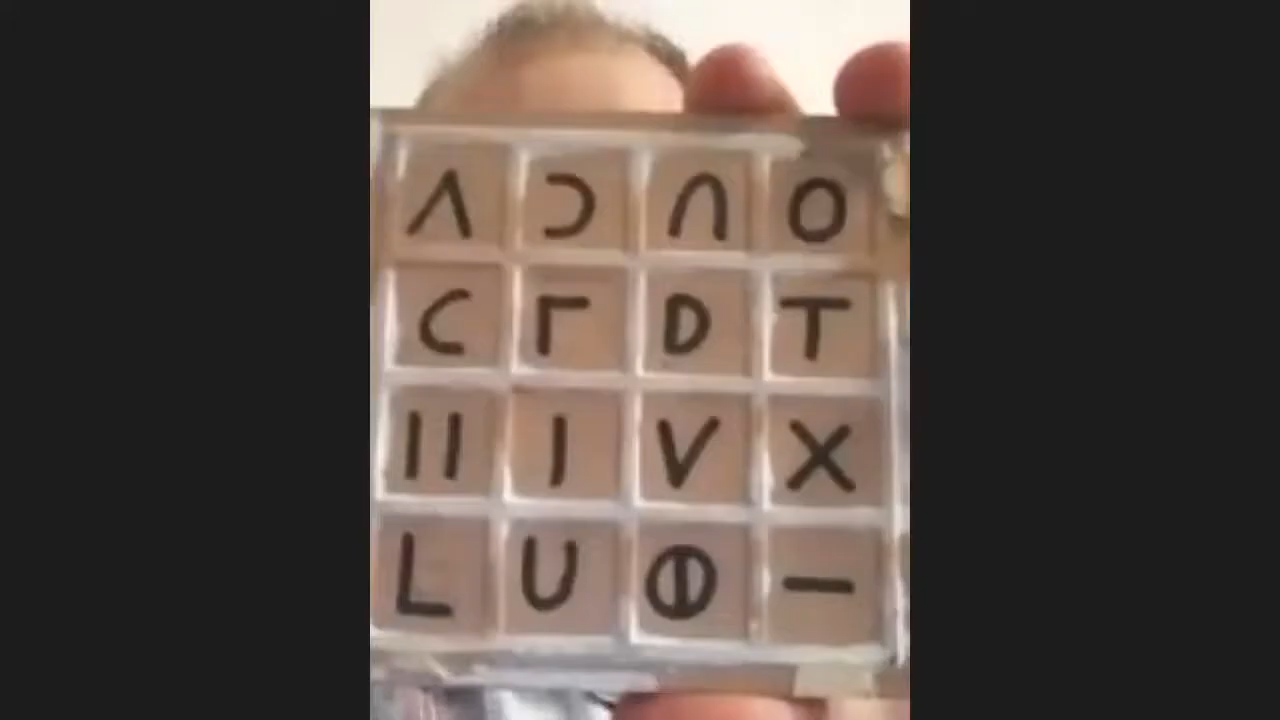 Λ Ɔ ∩ O
C Γ D T
II I V X
L U ⦶ −